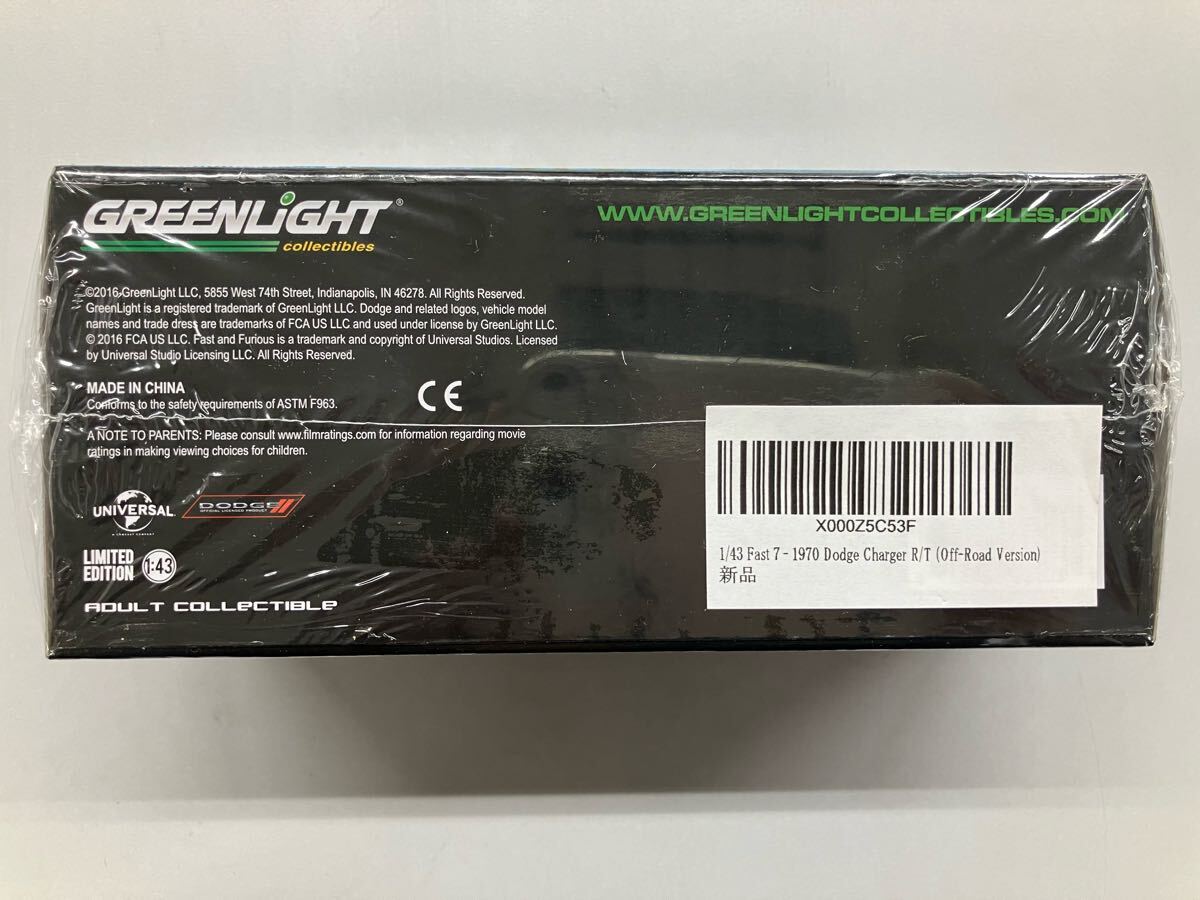 GREENLiGHT®
collectibles
WWW.GREENLIGHTCOLLECTIBLES.COM
©2016 GreenLight LLC, 5855 West 74th Street, Indianapolis, IN 46278. All Rights Reserved.
GreenLight is a registered trademark of GreenLight LLC. Dodge and related logos, vehicle model
names and trade dress are trademarks of FCA US LLC and used under license by GreenLight LLC.
© 2016 FCA US LLC. Fast and Furious is a trademark and copyright of Universal Studios. Licensed
by Universal Studio Licensing LLC. All Rights Reserved.
MADE IN CHINA
Conforms to the safety requirements of ASTM F963.
CE
A NOTE TO PARENTS: Please consult www.filmratings.com for information regarding movie
ratings in making viewing choices for children.
UNIVERSAL
A COMCAST COMPANY
DODGE
OFFICIAL LICENSED PRODUCT
LIMITED
EDITION
1:43
ADULT COLLECTIBLE
X000Z5C53F
1/43 Fast 7 - 1970 Dodge Charger R/T (Off-Road Version)
新品